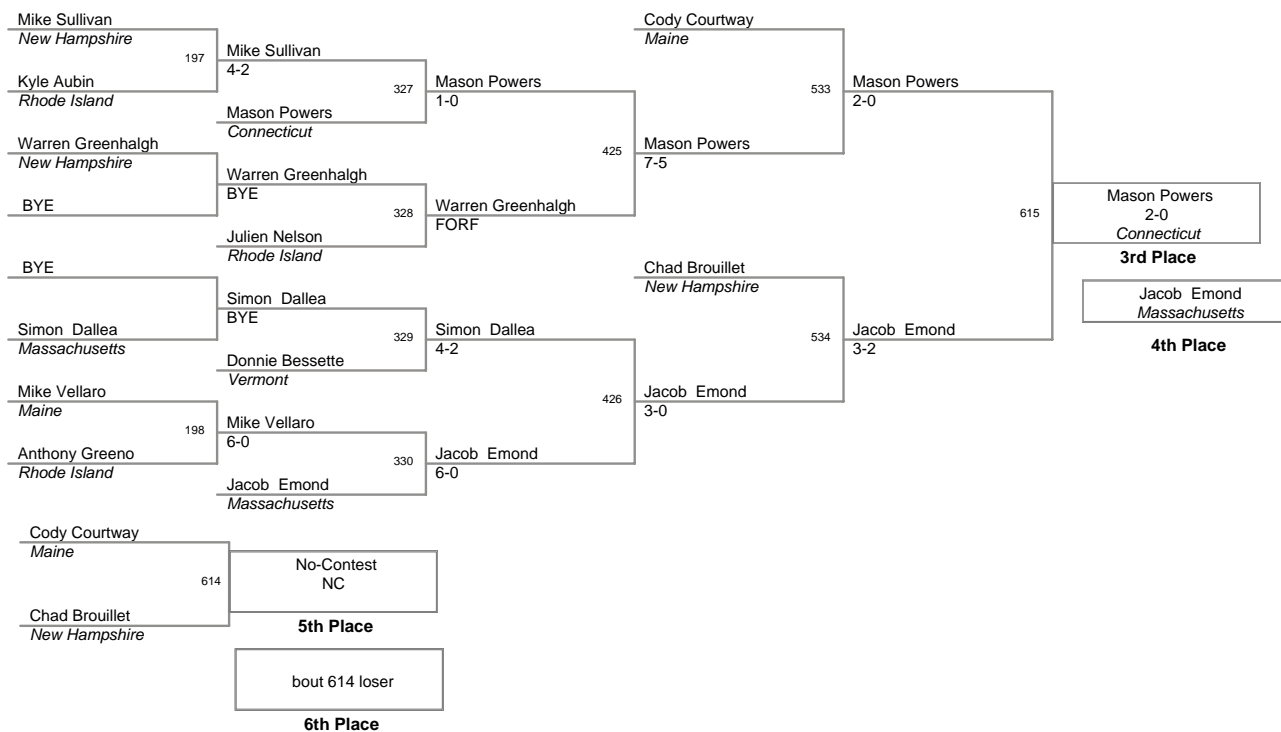 Mike Sullivan
New Hampshire
197
Kyle Aubin
Rhode Island
Warren Greenhalgh
New Hampshire
BYE
BYE
Simon Dallea
Massachusetts
Mike Vellaro
Maine
198
Anthony Greeno
Rhode Island
Mike Sullivan
4-2
327
Mason Powers
Connecticut
Warren Greenhalgh
BYE
328
Julien Nelson
Rhode Island
Simon Dallea
BYE
329
Donnie Bessette
Vermont
Mike Vellaro
6-0
330
Jacob Emond
Massachusetts
Mason Powers
1-0
425
Warren Greenhalgh
FORF
Simon Dallea
4-2
426
Jacob Emond
6-0
Cody Courtway
Maine
533
Mason Powers
7-5
Chad Brouillet
New Hampshire
534
Jacob Emond
3-0
Mason Powers
2-0
615
Jacob Emond
3-2
Mason Powers
2-0
Connecticut
3rd Place
Jacob Emond
Massachusetts
4th Place
Cody Courtway
Maine
614
Chad Brouillet
New Hampshire
No-Contest
NC
5th Place
bout 614 loser
6th Place